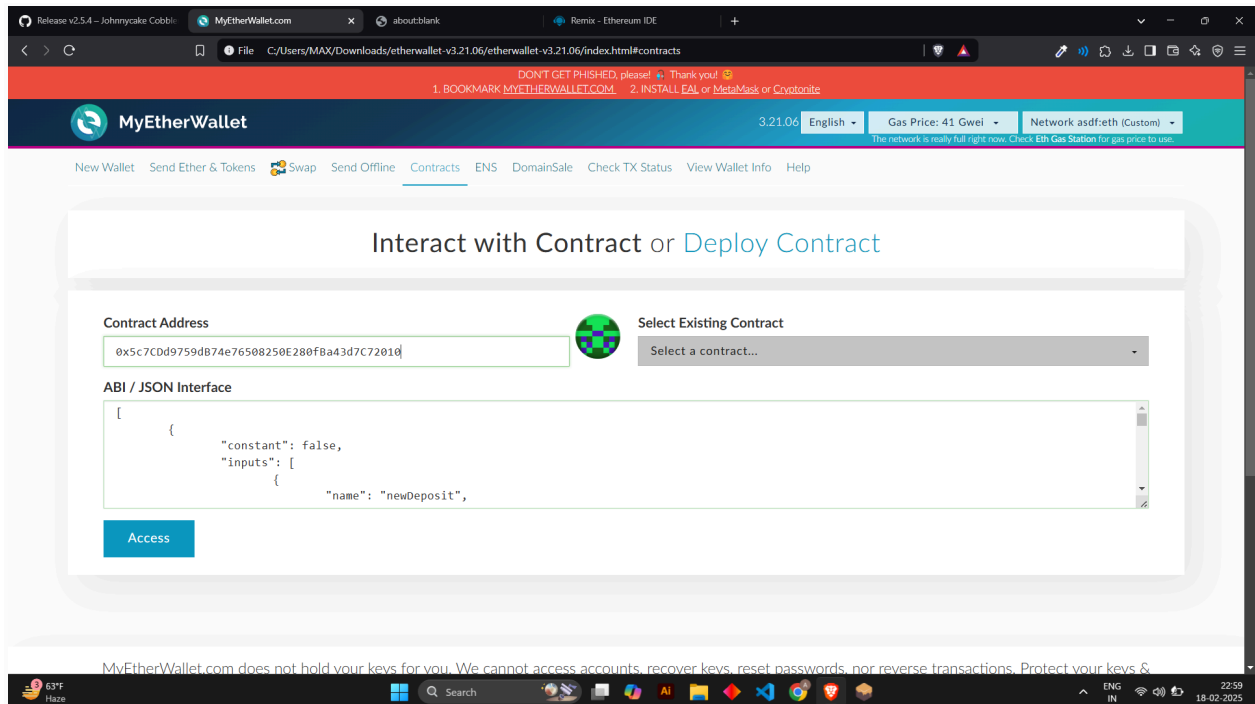 Release v2.5.4 – Johnnycake Cobble
MyEtherWallet.com
about:blank
Remix - Ethereum IDE
File C:/Users/MAX/Downloads/etherwallet-v3.21.06/etherwallet-v3.21.06/index.html#contracts
DON'T GET PHISHED, please! Thank you!
1. BOOKMARK MYETHERWALLET.COM 2. INSTALL EAL or MetaMask or Cryptonite
MyEtherWallet
3.21.06 English Gas Price: 41 Gwei Network asdf:eth (Custom)
The network is really full right now. Check Eth Gas Station for gas price to use.
New Wallet Send Ether & Tokens Swap Send Offline Contracts ENS DomainSale Check TX Status View Wallet Info Help
Interact with Contract or Deploy Contract
Contract Address
0x5c7CDd9759dB74e76508250E280fBa43d7C72010
Select Existing Contract
Select a contract...
ABI / JSON Interface
[
{
"constant": false,
"inputs": [
{
"name": "newDeposit",
Access
MyEtherWallet.com does not hold your keys for you. We cannot access accounts, recover keys, reset passwords, nor reverse transactions. Protect your keys &
3
63°F
Haze
Search
Ai
ENG
IN
22:59
18-02-2025